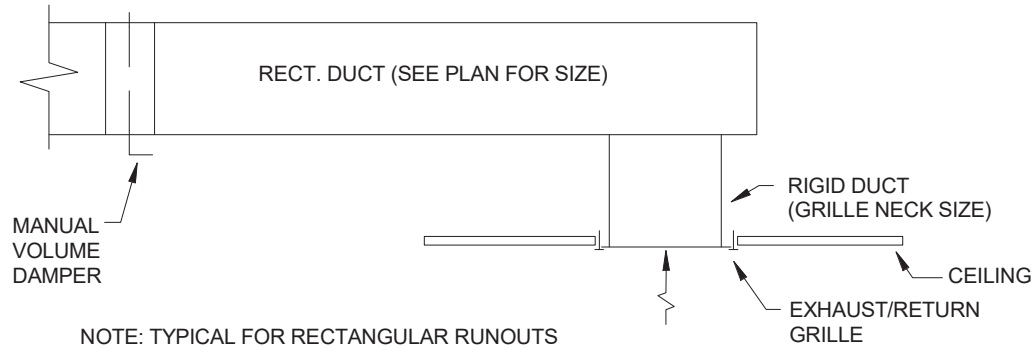 RECT. DUCT (SEE PLAN FOR SIZE)
MANUAL
VOLUME
DAMPER
RIGID DUCT
(GRILLE NECK SIZE)
CEILING
EXHAUST/RETURN
GRILLE
NOTE: TYPICAL FOR RECTANGULAR RUNOUTS